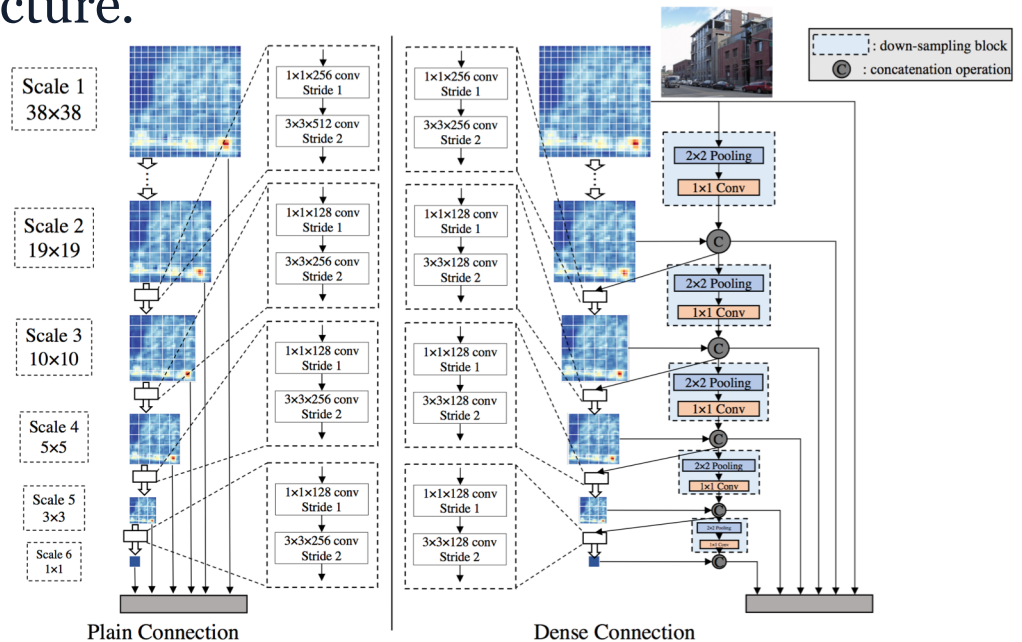 cture.
Scale 1
38×38
Scale 2
19×19
Scale 3
10×10
Scale 4
5×5
Scale 5
3×3
Scale 6
1×1
1×1×256 conv
Stride 1
3×3×512 conv
Stride 2
1×1×128 conv
Stride 1
3×3×256 conv
Stride 2
1×1×128 conv
Stride 1
3×3×256 conv
Stride 2
1×1×128 conv
Stride 1
3×3×256 conv
Stride 2
Plain Connection
1×1×256 conv
Stride 1
3×3×256 conv
Stride 2
1×1×128 conv
Stride 1
3×3×128 conv
Stride 2
1×1×128 conv
Stride 1
3×3×128 conv
Stride 2
1×1×128 conv
Stride 1
3×3×128 conv
Stride 2
: down-sampling block
C : concatenation operation
2×2 Pooling
1×1 Conv
C
2×2 Pooling
1×1 Conv
C
2×2 Pooling
1×1 Conv
C
2×2 Pooling
1×1 Conv
C
2×2 Pooling
1×1 Conv
C
Dense Connection